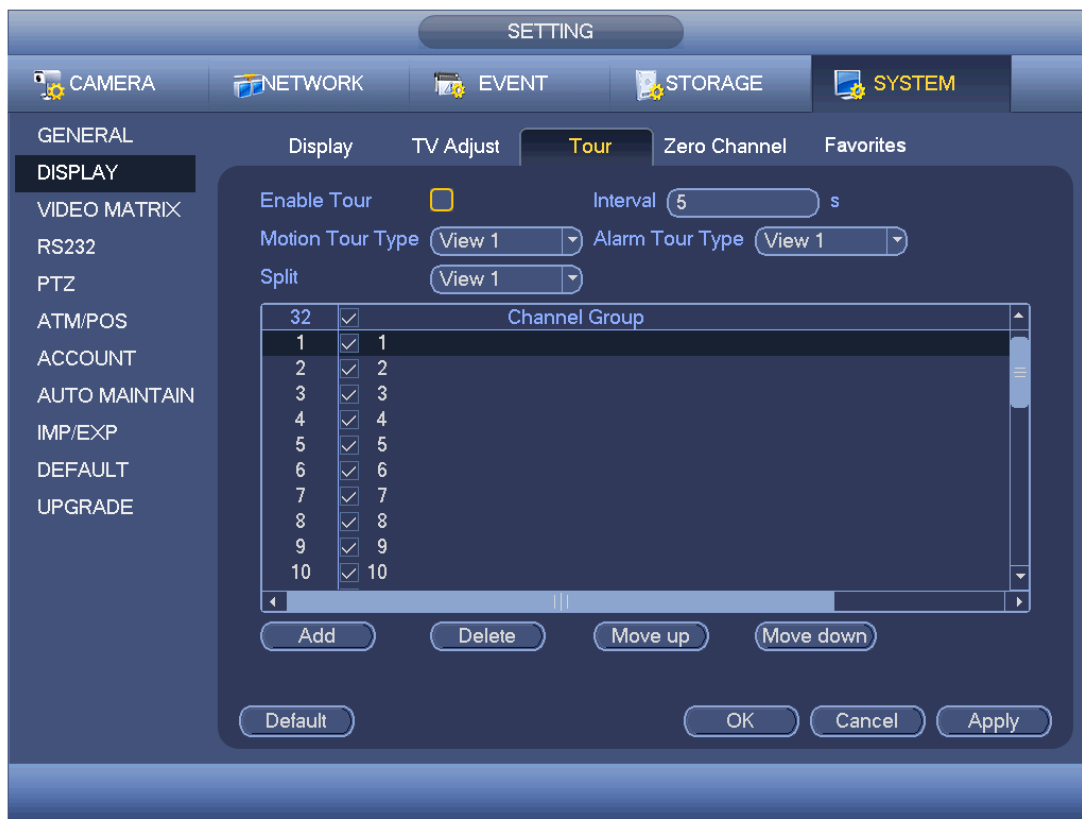 SETTING
CAMERA NETWORK EVENT STORAGE SYSTEM
GENERAL
DISPLAY
VIDEO MATRIX
RS232
PTZ
ATM/POS
ACCOUNT
AUTO MAINTAIN
IMP/EXP
DEFAULT
UPGRADE
Display TV Adjust Tour Zero Channel Favorites
Enable Tour Interval 5 s
Motion Tour Type View 1 Alarm Tour Type View 1
Split View 1
32 Channel Group
1 1
2 2
3 3
4 4
5 5
6 6
7 7
8 8
9 9
10 10
Add Delete Move up Move down
Default OK Cancel Apply